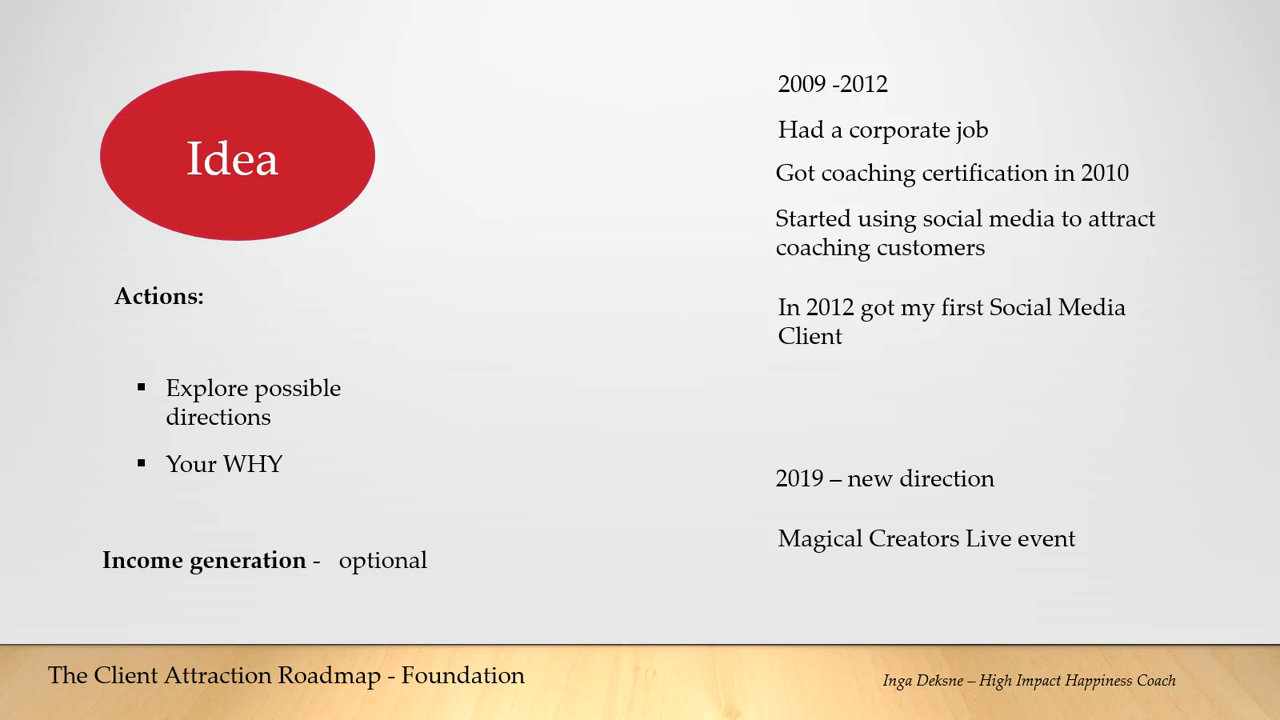 Idea
Actions:
▪ Explore possible
directions
▪ Your WHY
Income generation - optional
2009 -2012
Had a corporate job
Got coaching certification in 2010
Started using social media to attract
coaching customers
In 2012 got my first Social Media
Client
2019 – new direction
Magical Creators Live event
The Client Attraction Roadmap - Foundation
Inga Deksne – High Impact Happiness Coach